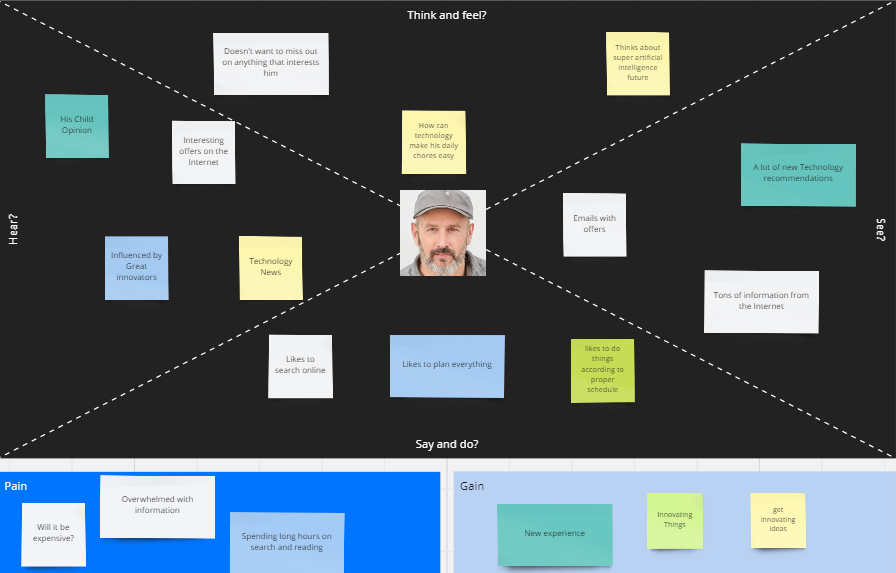 Think and feel?
Doesn't want to miss out
on anything that interests
him
Thinks about
super artificial
intelligence
future
His Child
Opinion
Interesting
offers on the
Internet
How can
technology
make his daily
chores easy
A lot of new Technology
recommendations
Hear?
Influenced by
Great
innovators
Technology
News
Emails with
offers
See?
Tons of information from
the Internet
Likes to
search online
Likes to plan everything
likes to do
things
according to
proper
schedule
Say and do?
Pain
Will it be
expensive?
Overwhelmed with
information
Spending long hours on
search and reading
Gain
New experience
Innovating
Things
get
innovating
ideas